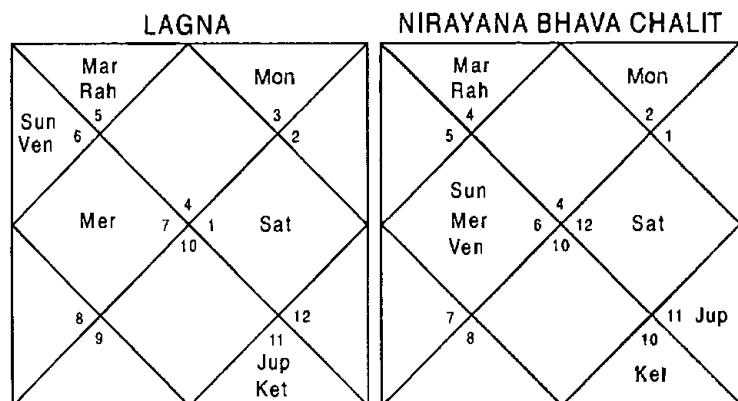 LAGNA
Mar
Rah
Mon
Sun
Ven
5
6
3
2
Mer
4
7
1
10
Sat
8
9
12
11
Jup
Ket
NIRAYANA BHAVA CHALIT
Mar
Rah
Mon
4
5
2
1
Sun
Mer
Ven
4
6
12
10
Sat
7
8
11
10
Jup
Ket